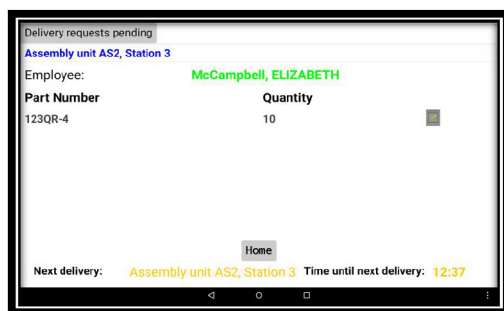 Delivery requests pending
Assembly unit AS2, Station 3
Employee: McCampbell, ELIZABETH
Part Number Quantity
123QR-4 10
Home
Next delivery: Assembly unit AS2, Station 3 Time until next delivery: 12:37